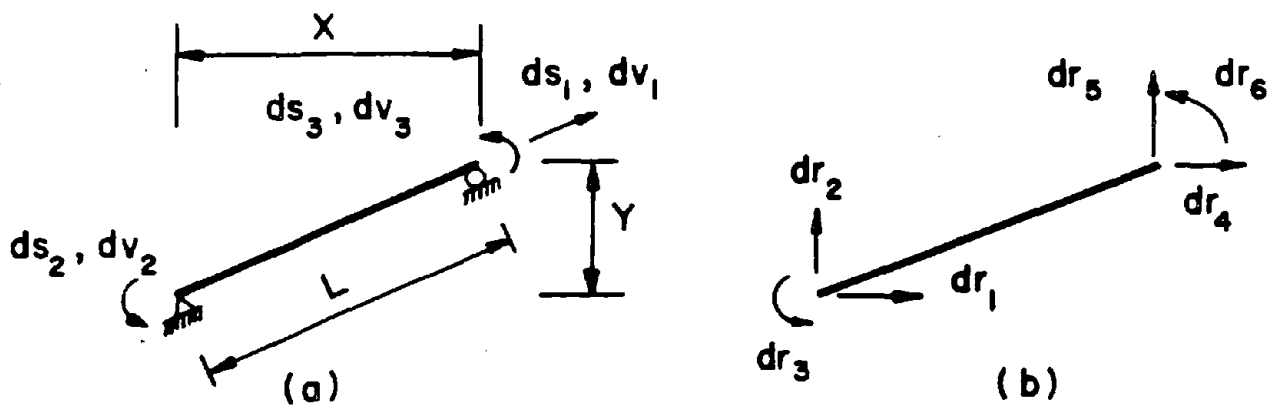 X
ds₁, dv₁
ds₃, dv₃
Y
ds₂, dv₂
L
(a)
dr₅
dr₆
dr₂
dr₄
dr₁
dr₃
(b)